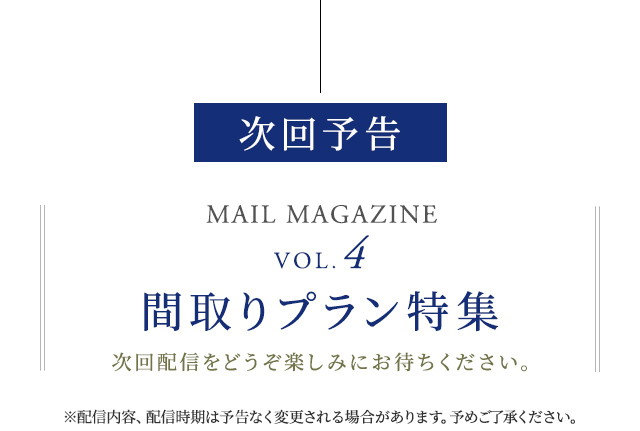 次回予告
MAIL MAGAZINE
VOL. 4
間取りプラン特集
次回配信をどうぞ楽しみにお待ちください。
※配信内容、配信時期は予告なく変更される場合があります。予めご了承ください。